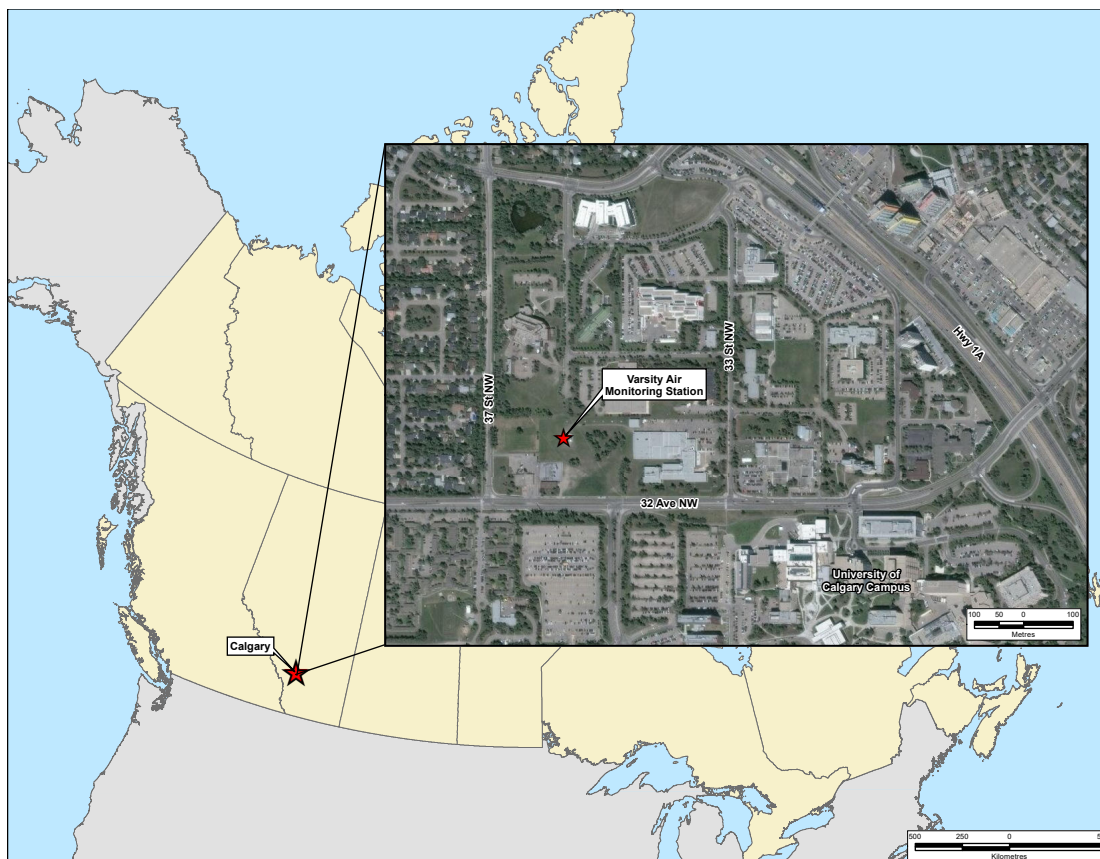 Varsity Air
Monitoring Station
37 St NW
33 St NW
Hwy 1A
32 Ave NW
University of
Calgary Campus
100 50 0 100
Metres
Calgary
500 250 0
Kilometres